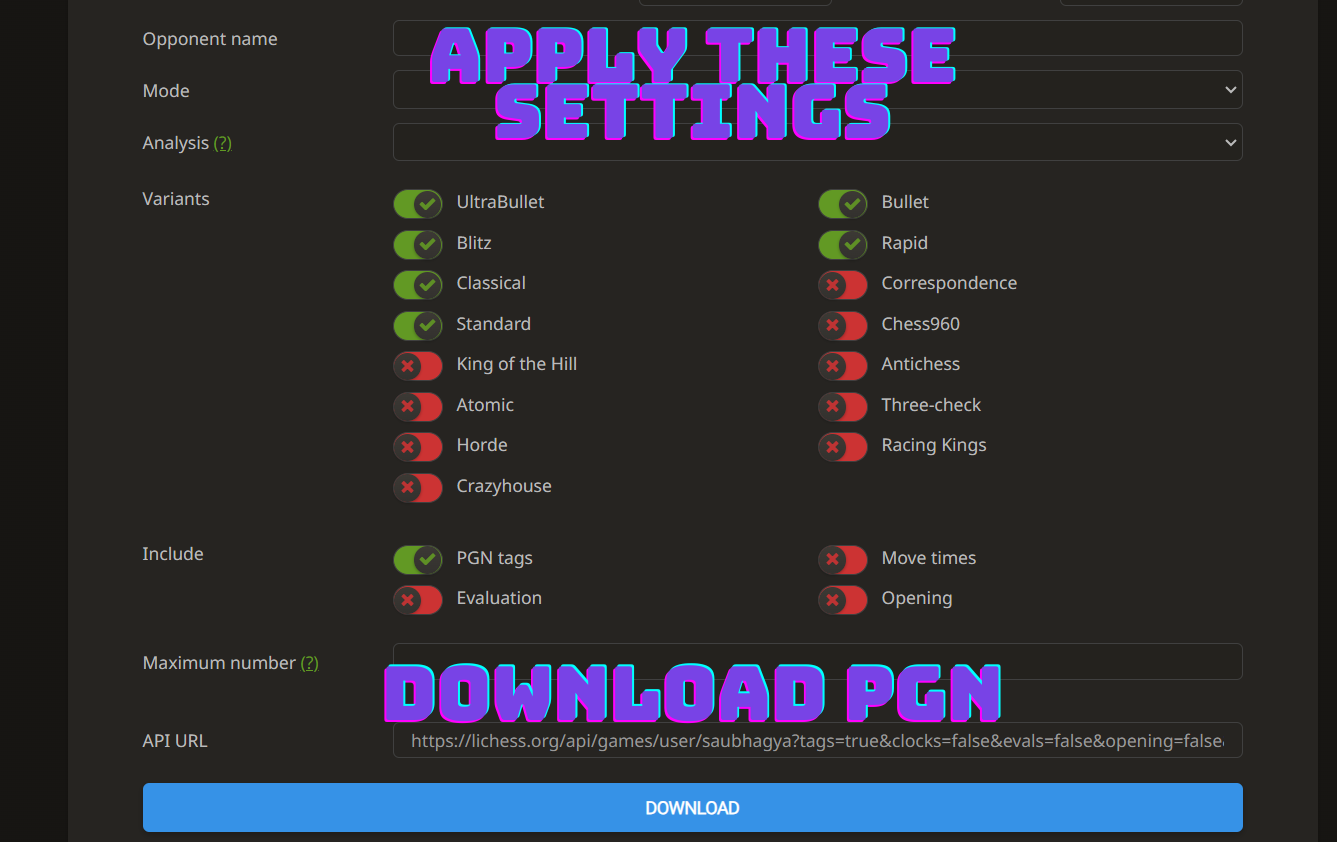 Opponent name
APPLY THESE
SETTINGS
Mode
Analysis (?)
Variants
UltraBullet Bullet
Blitz Rapid
Classical Correspondence
Standard Chess960
King of the Hill Antichess
Atomic Three-check
Horde Racing Kings
Crazyhouse
Include
PGN tags Move times
Evaluation Opening
Maximum number (?)
DOWNLOAD PGN
API URL https://lichess.org/api/games/user/saubhagya?tags=true&clocks=false&evals=false&opening=false
DOWNLOAD